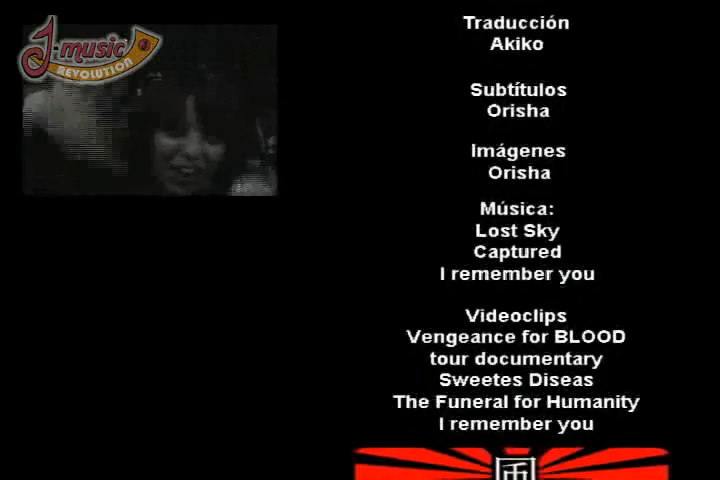 J-music
REVOLUTION
Traducción
Akiko
Subtítulos
Orisha
Imágenes
Orisha
Música:
Lost Sky
Captured
I remember you
Videoclips
Vengeance for BLOOD
tour documentary
Sweetes Diseas
The Funeral for Humanity
I remember you